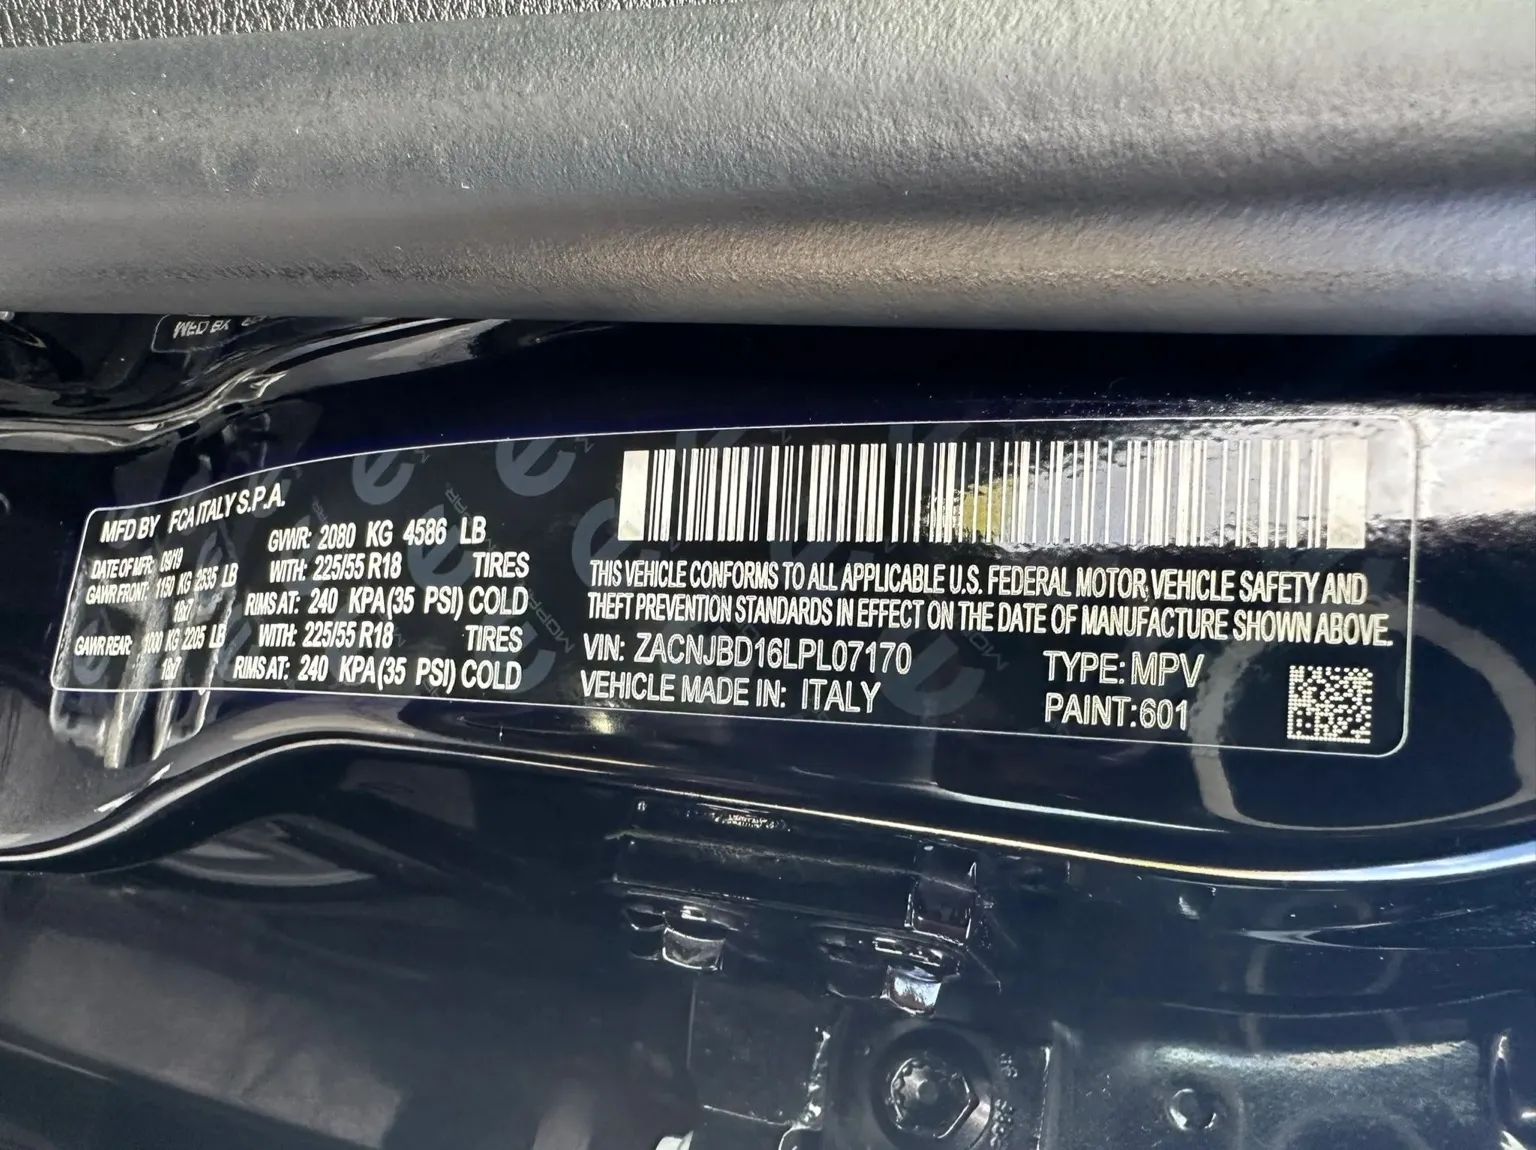 MFD BY FCA ITALY S.P.A.
DATE OF MFR: 09/19
GAWR FRONT: 1150 KG 2535 LB
18x7
GAWR REAR: 1000 KG 2205 LB
18x7
GVWR: 2080 KG 4586 LB
WITH: 225/55 R18 TIRES
RIMS AT: 240 KPA(35 PSI) COLD
WITH: 225/55 R18 TIRES
RIMS AT: 240 KPA(35 PSI) COLD
THIS VEHICLE CONFORMS TO ALL APPLICABLE U.S. FEDERAL MOTOR VEHICLE SAFETY AND
THEFT PREVENTION STANDARDS IN EFFECT ON THE DATE OF MANUFACTURE SHOWN ABOVE.
VIN: ZACNJBD16LPL07170
VEHICLE MADE IN: ITALY
TYPE: MPV
PAINT:601
MOPAR